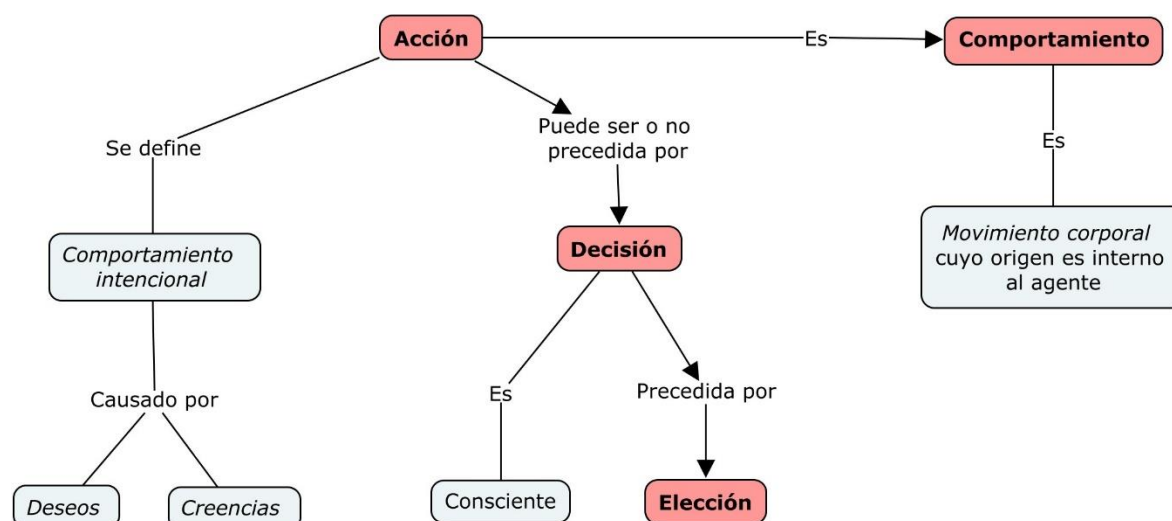 Acción
Es
Comportamiento
Puede ser o no
precedida por
Se define
Es
Comportamiento
intencional
Decisión
Movimiento corporal
cuyo origen es interno
al agente
Causado por
Es
Precedida por
Deseos
Creencias
Consciente
Elección